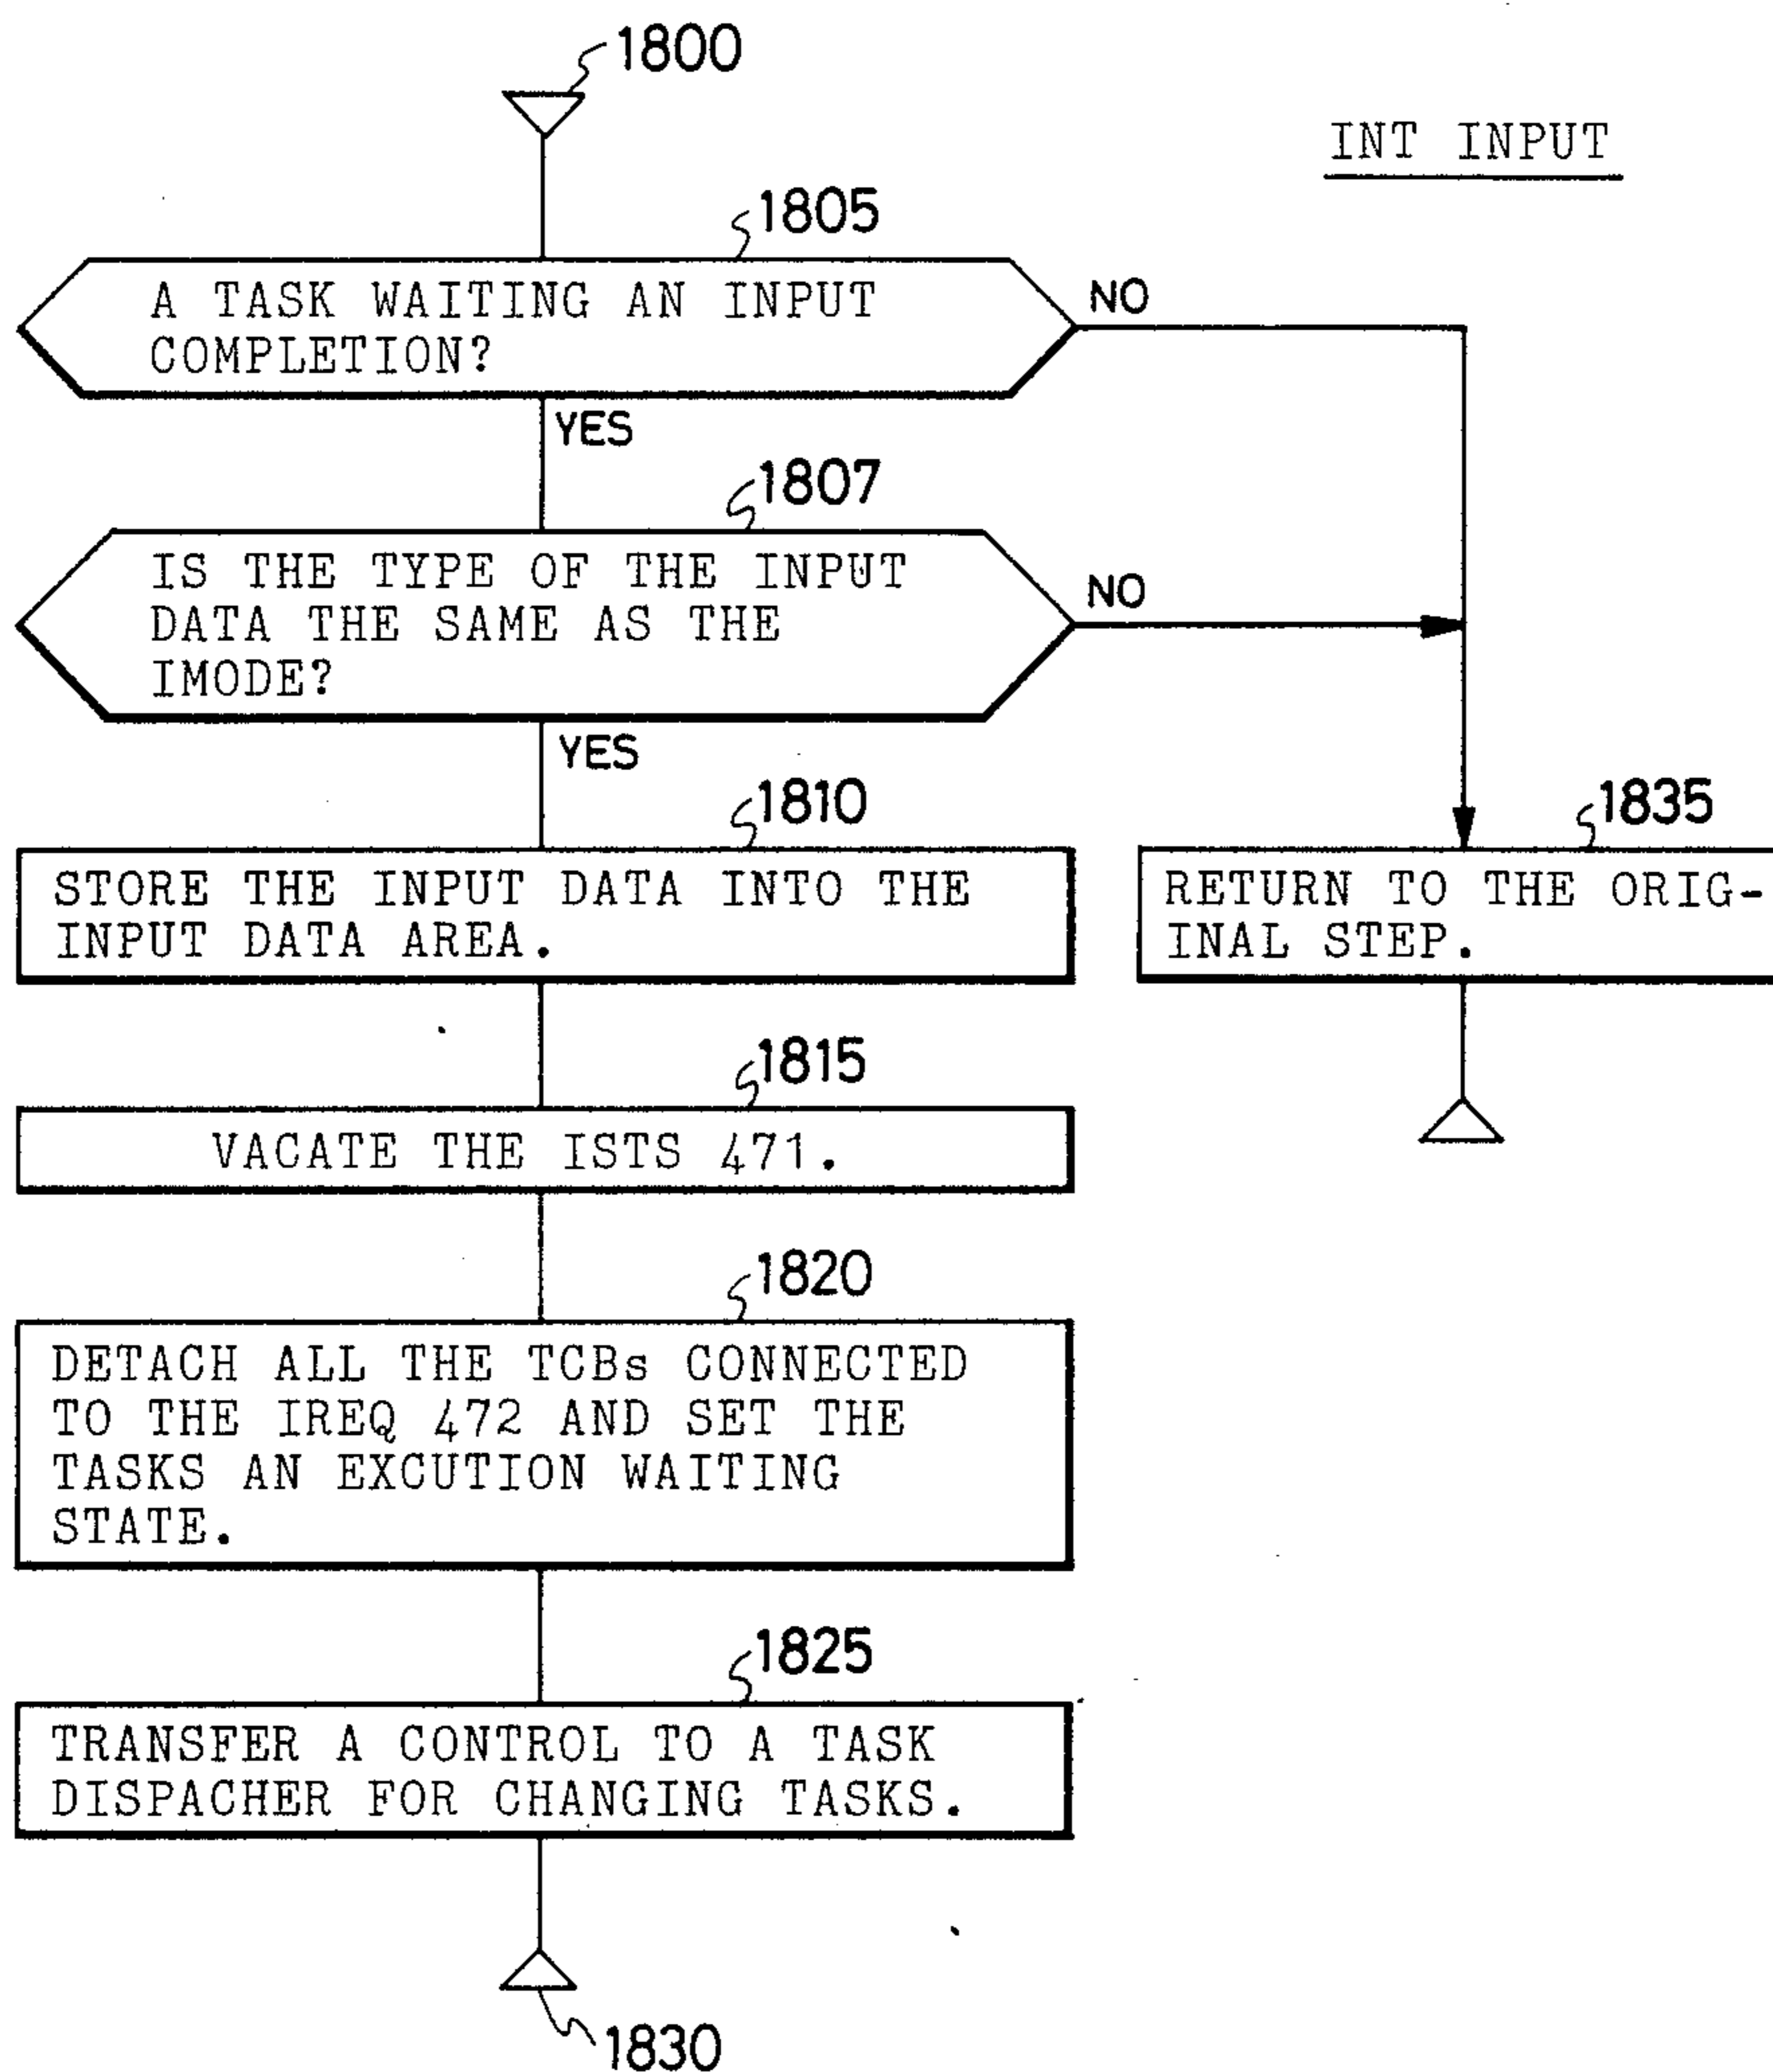 1800
INT INPUT
1805
A TASK WAITING AN INPUT
COMPLETION?
NO
YES
1807
IS THE TYPE OF THE INPUT
DATA THE SAME AS THE
IMODE?
NO
YES
1810
STORE THE INPUT DATA INTO THE
INPUT DATA AREA.
1835
RETURN TO THE ORIG-
INAL STEP.
1815
VACATE THE ISTS 471.
1820
DETACH ALL THE TCBs CONNECTED
TO THE IREQ 472 AND SET THE
TASKS AN EXCUTION WAITING
STATE.
1825
TRANSFER A CONTROL TO A TASK
DISPACHER FOR CHANGING TASKS.
1830